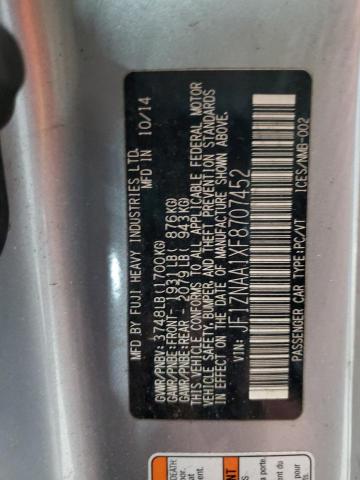 MFD BY FUJI HEAVY INDUSTRIES LTD.
MFD IN 10/14
GVWR/PNBV: 3748LB(1700KG)
GAWR/PNBE-FRONT: 1931LB( 876KG)
GAWR/PNBE-REAR : 2079LB( 943KG)
THIS VEHICLE CONFORMS TO ALL APPLICABLE FEDERAL MOTOR
VEHICLE SAFETY,BUMPER,AND THEFT PREVENTION STANDARDS
IN EFFECT ON THE DATE OF MANUFACTURE SHOWN ABOVE.
VIN: JF1ZNAA1XF8707452
PASSENGER CAR TYPE:PC/VT ICES/NMB-002
DEATH